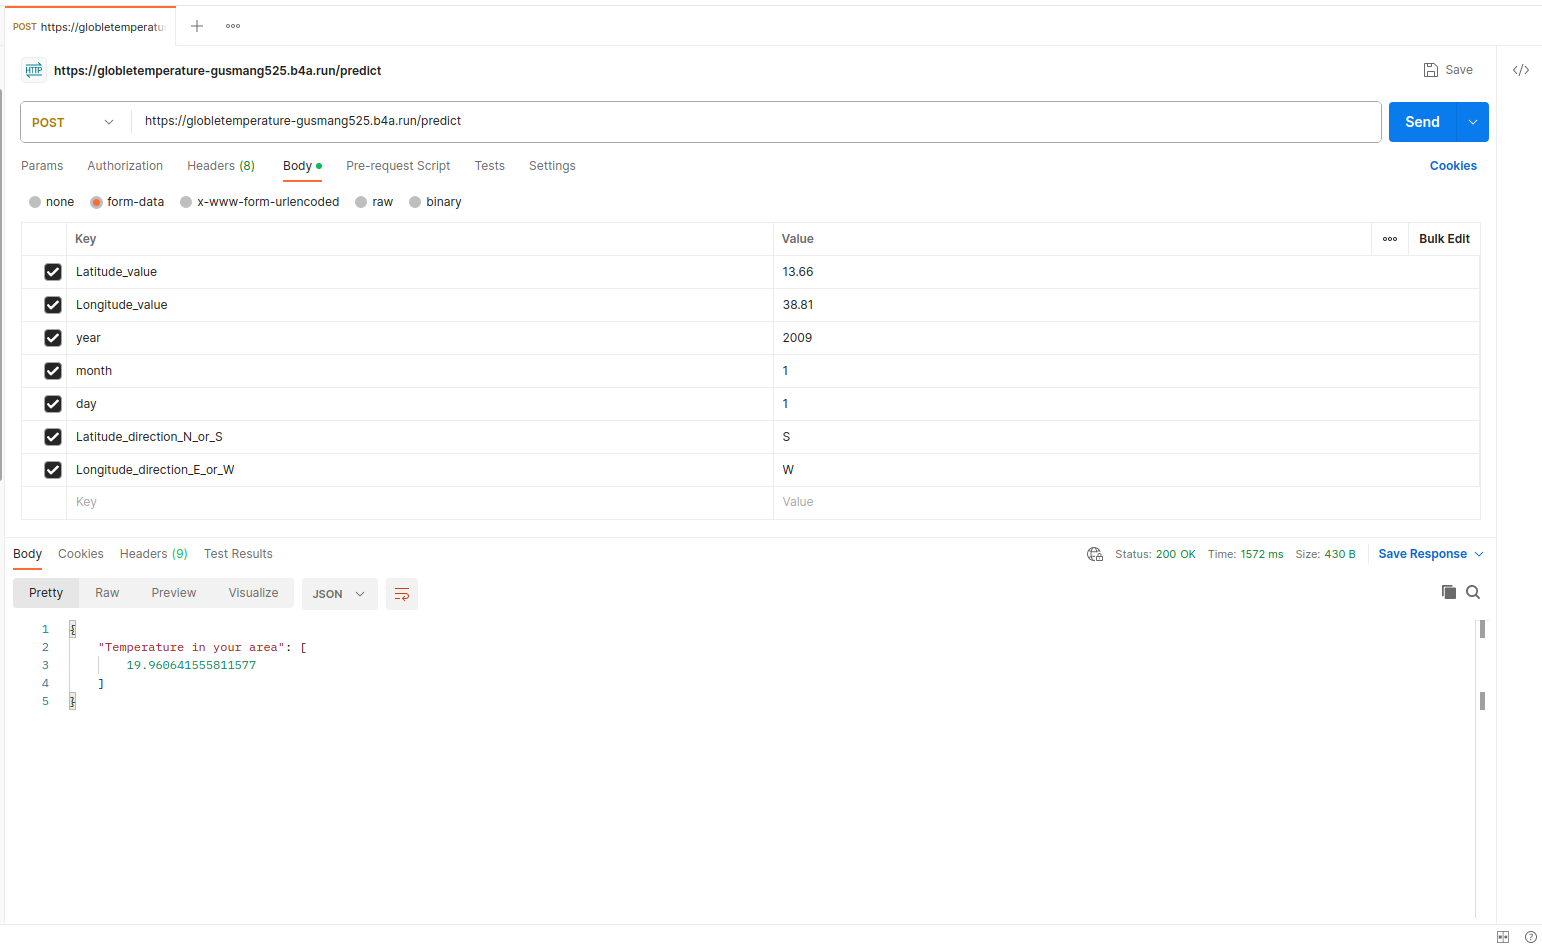 POST https://globletemperatu
HTTP https://globletemperature-gusmang525.b4a.run/predict Save </>
POST https://globletemperature-gusmang525.b4a.run/predict Send
Params Authorization Headers (8) Body Pre-request Script Tests Settings Cookies
none form-data x-www-form-urlencoded raw binary
Key Value Bulk Edit
Latitude_value 13.66
Longitude_value 38.81
year 2009
month 1
day 1
Latitude_direction_N_or_S S
Longitude_direction_E_or_W W
Key Value
Body Cookies Headers (9) Test Results Status: 200 OK Time: 1572 ms Size: 430 B Save Response
Pretty Raw Preview Visualize JSON
1 {
2 "Temperature in your area": [
3 19.960641555811577
4 ]
5 }